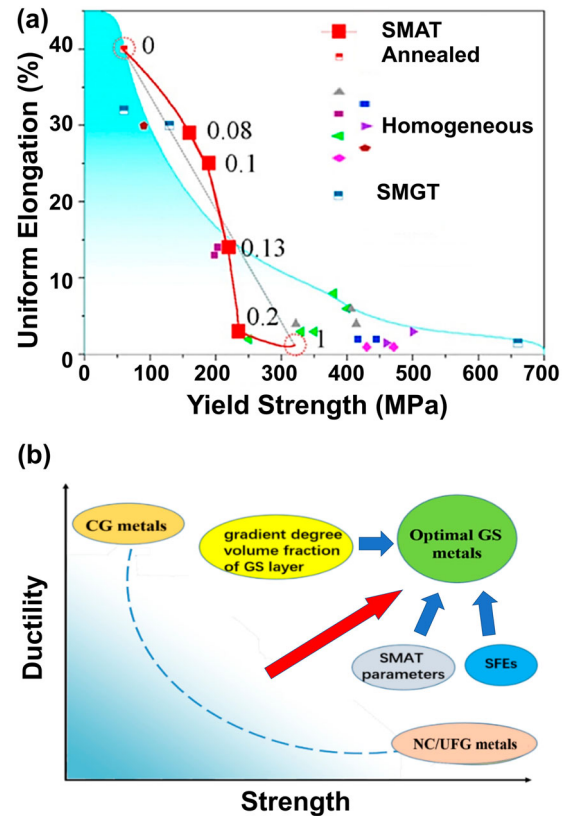 (a)
Uniform Elongation (%)
40
30
20
10
0
0
0.08
0.1
0.13
0.2
1
SMAT
Annealed
Homogeneous
SMGT
0 100 200 300 400 500 600 700
Yield Strength (MPa)
(b)
Ductility
CG metals
gradient degree
volume fraction
of GS layer
Optimal GS
metals
SMAT
parameters
SFEs
NC/UFG metals
Strength